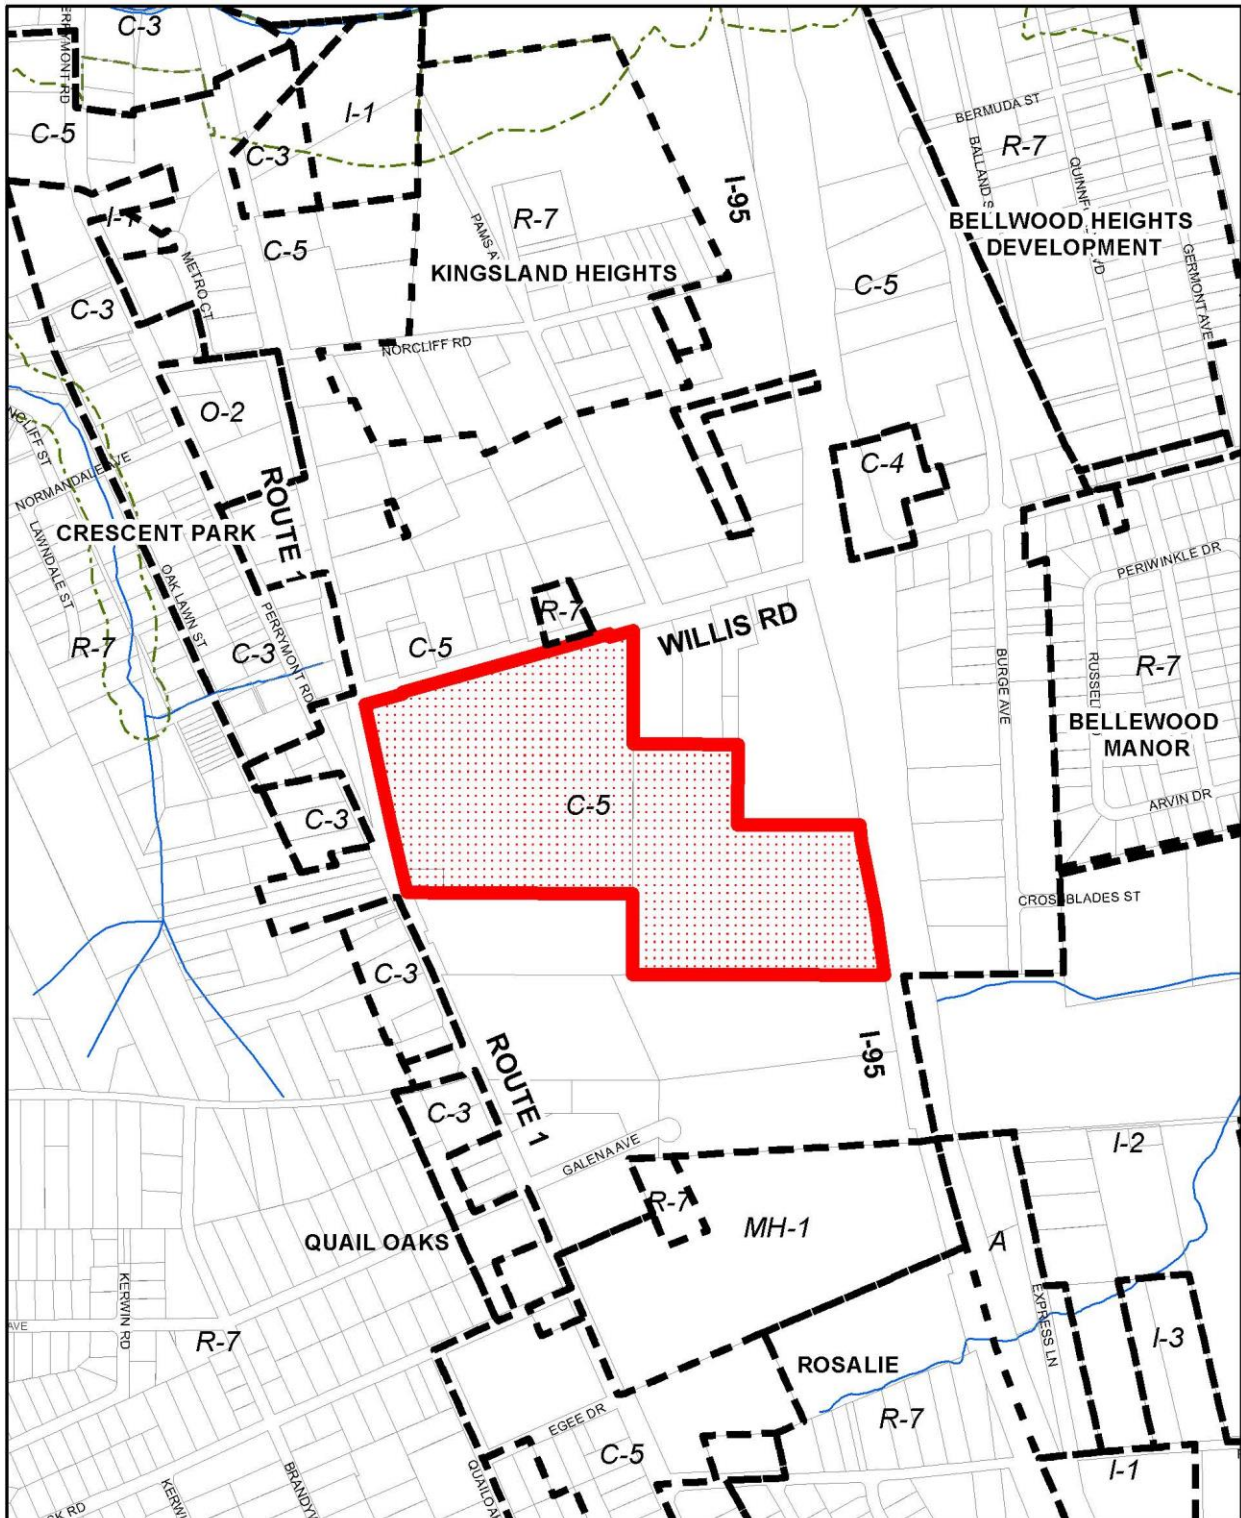 C-3
C-5
I-1
C-3
BERMUDA ST
R-7
BALLAND S
I-95
R-7
PAMS A
I-1
C-5
METRO CT
KINGSLAND HEIGHTS
BELLWOOD HEIGHTS
DEVELOPMENT
GERMONT AVE
C-5
C-3
NORCLIFF RD
O-2
C-4
NORMANDALE AVE
ROUTE 1
CRESCENT PARK
LAWNDALE ST
OAK LAWN ST
PERIWINKLE DR
R-7
WILLIS RD
PERRYMONT RD
R-7
C-3
C-5
BURGE AVE
R-7
BELLEWOOD
MANOR
ARVIN DR
C-5
C-3
CROSSBLADES ST
C-3
I-95
ROUTE 1
C-3
GALENA AVE
I-2
R-7
MH-1
A
QUAIL OAKS
KERWIN RD
EXPRESS LN
AVE
R-7
I-3
ROSALIE
EGEE DR
R-7
C-5
I-1